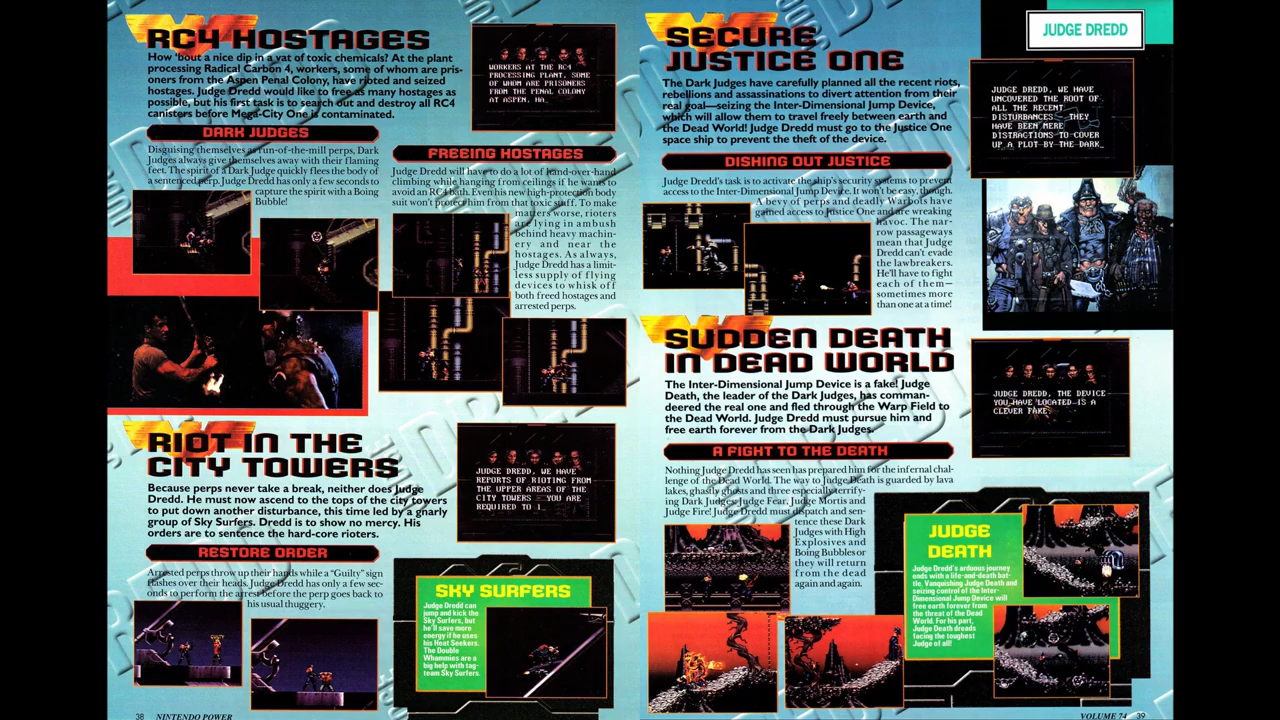 RC4 HOSTAGES
How 'bout a nice dip in a vat of toxic chemicals? At the plant
processing Radical Carbon 4, workers, some of whom are pris-
oners from the Aspen Penal Colony, have rioted and seized
hostages. Judge Dredd would like to free as many hostages as
possible, but his first task is to search out and destroy all RC4
canisters before Mega-City One is contaminated.
WORKERS AT THE RC4
PROCESSING PLANT, SOME
OF WHOM ARE PRISONERS
FROM THE PENAL COLONY
AT ASPEN, HA_
DARK JUDGES
Disguising themselves as run-of-the-mill perps, Dark
Judges always give themselves away with their flaming
feet. The spirit of a Dark Judge quickly flees the body of
a sentenced perp. Judge Dredd has only a few seconds to
capture the spirit with a Boing
Bubble!
FREEING HOSTAGES
Judge Dredd will have to do a lot of hand-over-hand
climbing while hanging from ceilings if he wants to
avoid an RC4 bath. Even his new high-protection body
suit won't protect him from that toxic stuff. To make
matters worse, rioters
are lying in ambush
behind heavy machin-
ery and near the
hostages. As always,
Judge Dredd has a limit-
less supply of flying
devices to whisk off
both freed hostages and
arrested perps.
RIOT IN THE
CITY TOWERS
Because perps never take a break, neither does Judge
Dredd. He must now ascend to the tops of the city towers
to put down another disturbance, this time led by a gnarly
group of Sky Surfers. Dredd is to show no mercy. His
orders are to sentence the hard-core rioters.
JUDGE DREDD, WE HAVE
REPORTS OF RIOTING FROM
THE UPPER AREAS OF THE
CITY TOWERS YOU ARE
REQUIRED TO I_
RESTORE ORDER
Arrested perps throw up their hands while a "Guilty" sign
flashes over their heads. Judge Dredd has only a few sec-
onds to perform the arrest before the perp goes back to
his usual thuggery.
SKY SURFERS
Judge Dredd can
jump and kick the
Sky Surfers, but
he'll save more
energy if he uses
his Heat Seekers.
The Double
Whammies are a
big help with tag-
team Sky Surfers.
38 NINTENDO POWER
JUDGE DREDD
SECURE
JUSTICE ONE
The Dark Judges have carefully planned all the recent riots,
rebellions and assassinations to divert attention from their
real goal—seizing the Inter-Dimensional Jump Device,
which will allow them to travel freely between earth and
the Dead World! Judge Dredd must go to the Justice One
space ship to prevent the theft of the device.
JUDGE DREDD, WE HAVE
UNCOVERED THE ROOT OF
ALL THE RECENT
DISTURBANCES THEY
HAVE BEEN MERE
DISTRACTIONS TO COVER
UP A PLOT BY THE DARK_
DISHING OUT JUSTICE
Judge Dredd's task is to activate the ship's security systems to prevent
access to the Inter-Dimensional Jump Device. It won't be easy, though.
A bevy of perps and deadly Warbots have
gained access to Justice One and are wreaking
havoc. The nar-
row passageways
mean that Judge
Dredd can't evade
the lawbreakers.
He'll have to fight
each of them—
sometimes more
than one at a time!
SUDDEN DEATH
IN DEAD WORLD
The Inter-Dimensional Jump Device is a fake! Judge
Death, the leader of the Dark Judges, has comman-
deered the real one and fled through the Warp Field to
the Dead World. Judge Dredd must pursue him and
free earth forever from the Dark Judges.
JUDGE DREDD, THE DEVICE
YOU HAVE LOCATED IS A
CLEVER FAKE.
A FIGHT TO THE DEATH
Nothing Judge Dredd has seen has prepared him for the infernal chal-
lenge of the Dead World. The way to Judge Death is guarded by lava
lakes, ghastly ghosts and three especially terrify-
ing Dark Judges: Judge Fear, Judge Mortis and
Judge Fire! Judge Dredd must dispatch and sen-
tence these Dark
Judges with High
Explosives and
Boing Bubbles or
they will return
from the dead
again and again.
JUDGE
DEATH
Judge Dredd's arduous journey
ends with a life-and-death bat-
tle. Vanquishing Judge Death and
seizing control of the Inter-
Dimensional Jump Device will
free earth forever from
the threat of the Dead
World. For his part,
Judge Death dreads
facing the toughest
Judge of all!
VOLUME 74 39